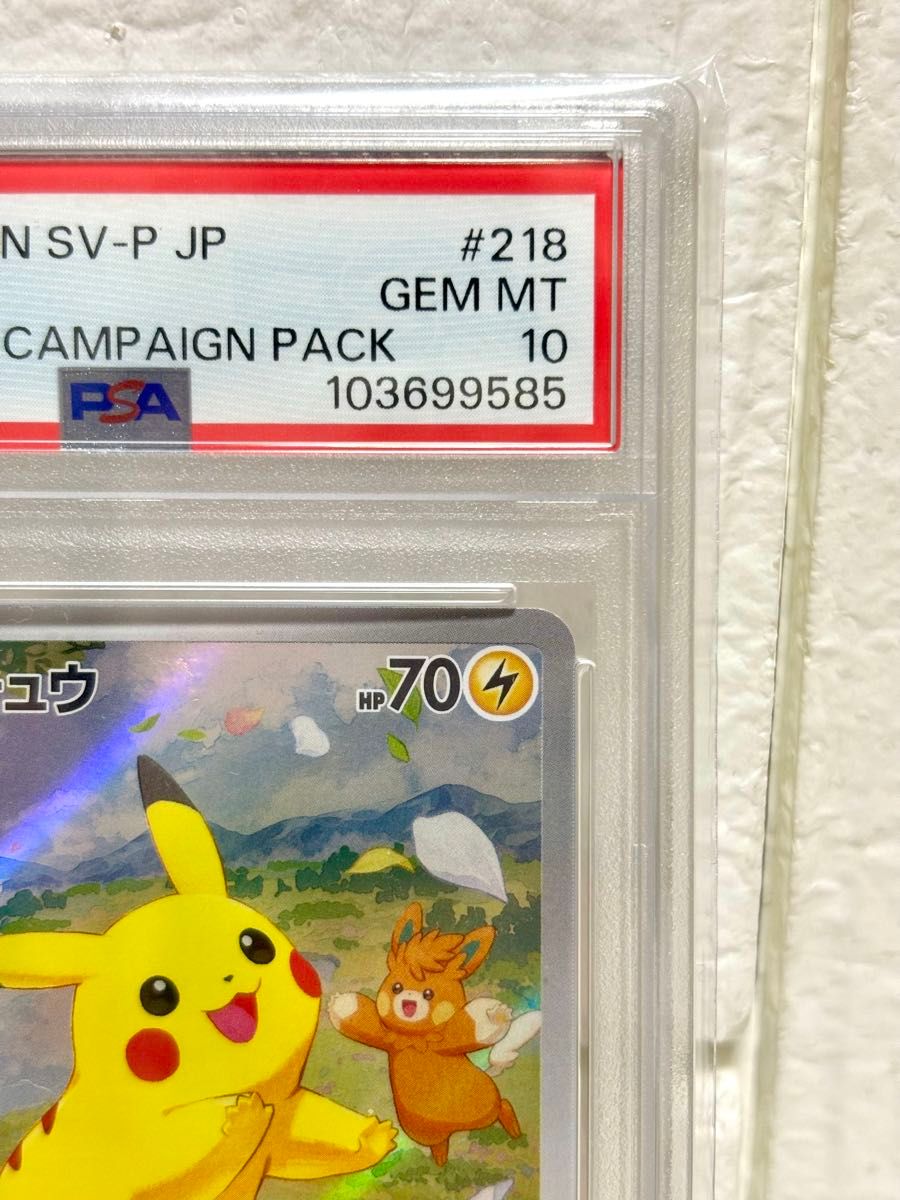 N SV-P JP #218
GEM MT
CAMPAIGN PACK 10
PSA 103699585
ュウ HP70